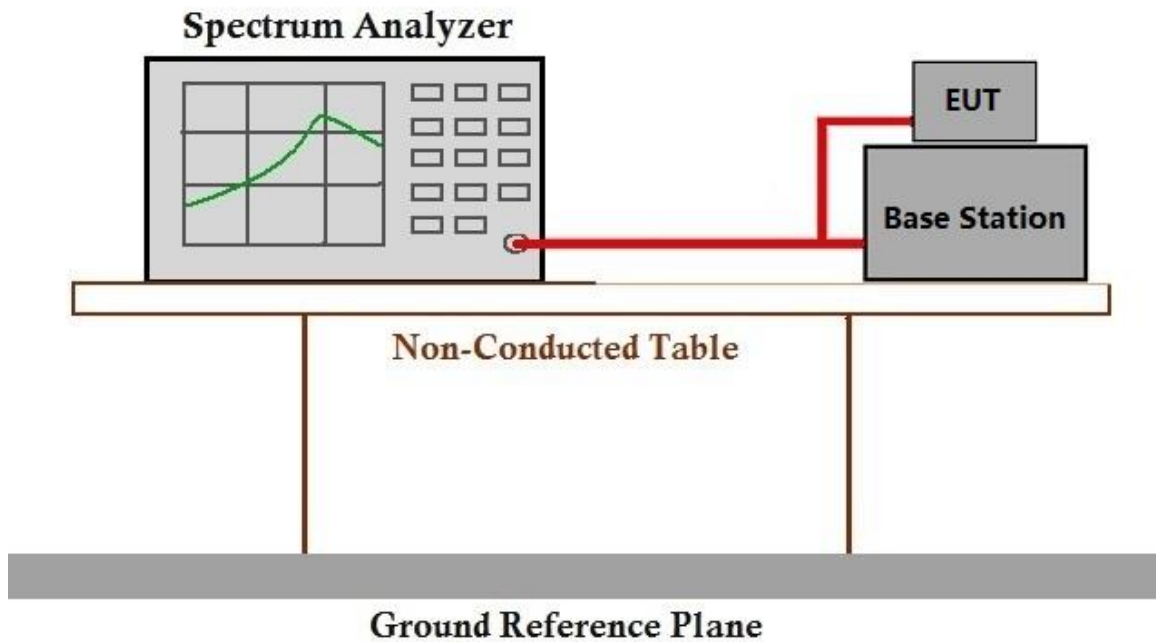 Spectrum Analyzer
EUT
Base Station
Non-Conducted Table
Ground Reference Plane